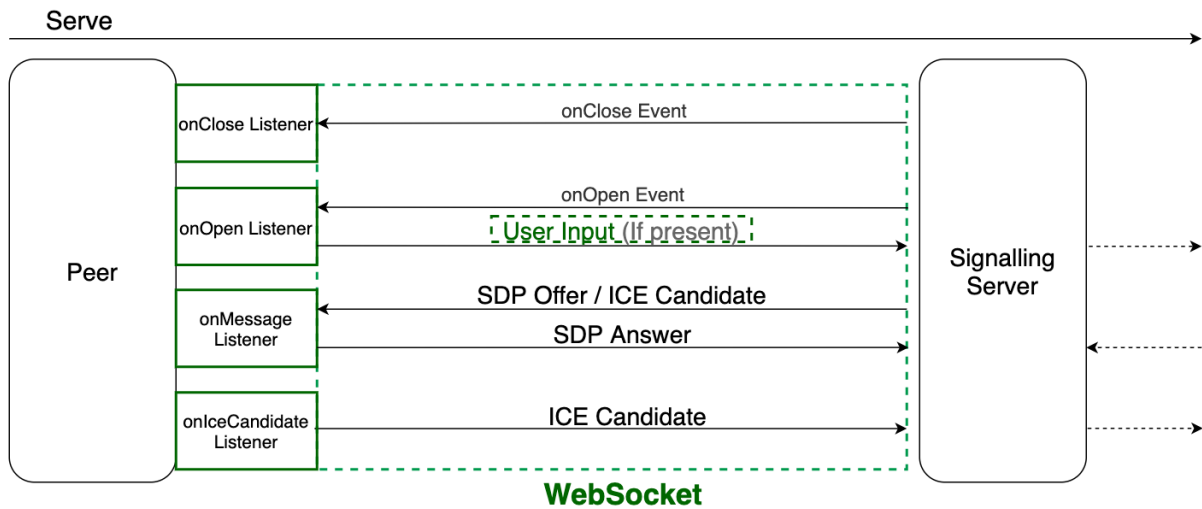 Serve
onClose Listener
onClose Event
onOpen Event
onOpen Listener
User Input (If present)
Peer
Signalling
Server
SDP Offer / ICE Candidate
onMessage
Listener
SDP Answer
onIceCandidate
Listener
ICE Candidate
WebSocket